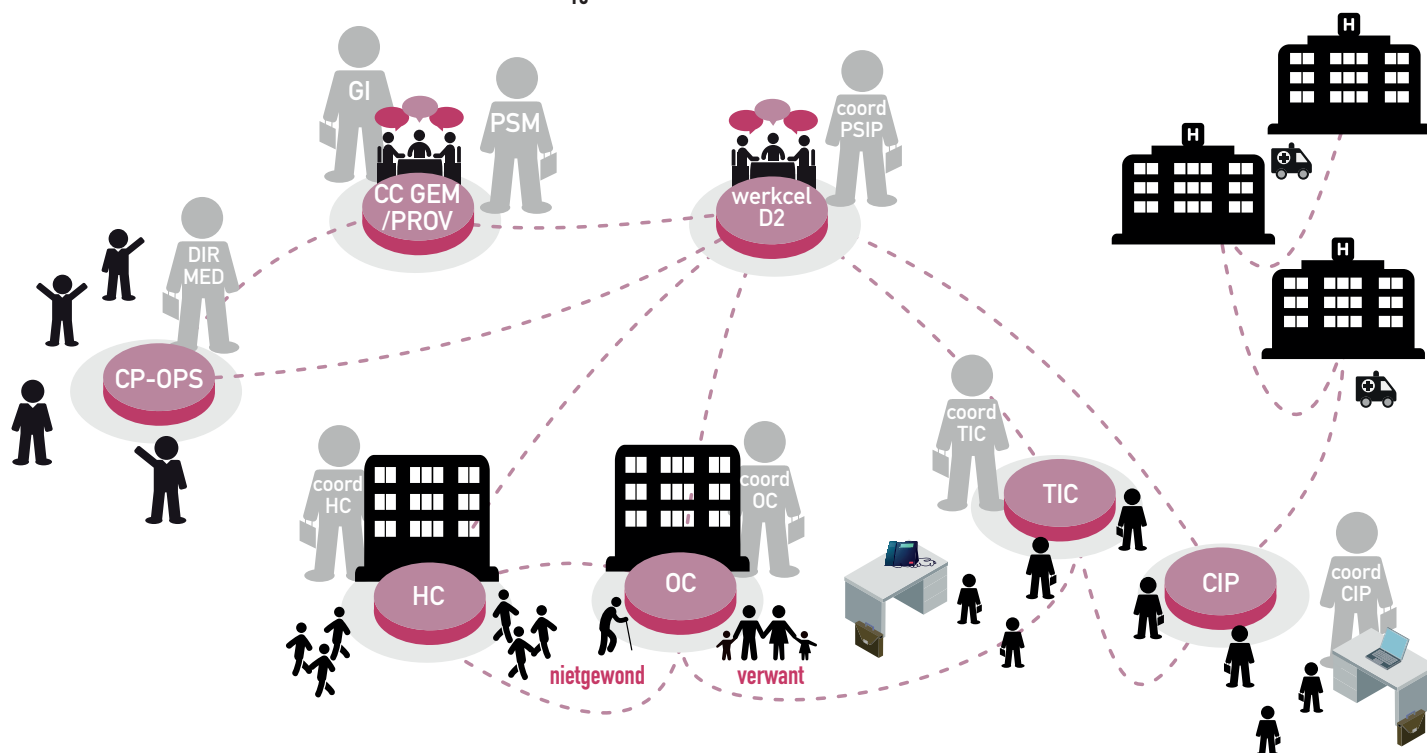 H
GI
H
PSM
coord
PSIP
CC GEM
/PROV
werkcel
D2
H
DIR
MED
CP-OPS
coord
TIC
TIC
coord
HC
coord
OC
HC
OC
CIP
coord
CIP
nietgewond
verwant